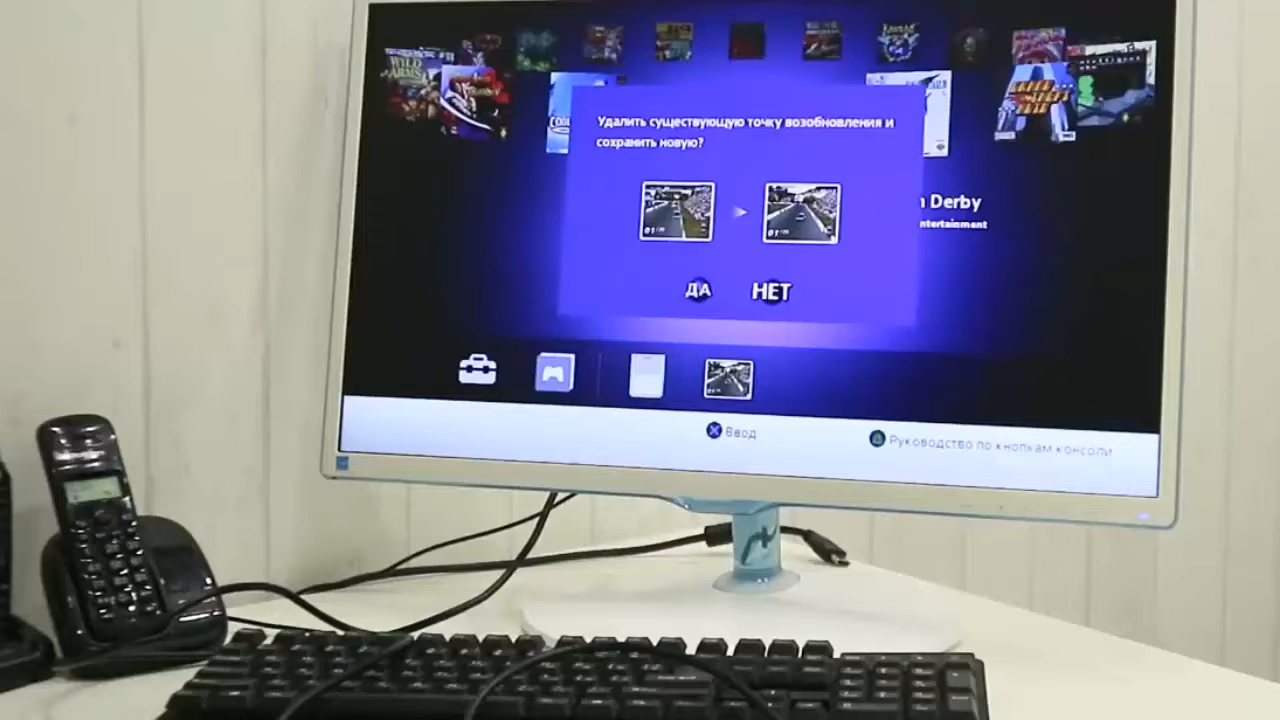 WILD
ARMS
Удалить существующую точку возобновления и
сохранить новую?
Derby
ntertainment
ДА
НЕТ
Ввод
Руководство по кнопкам консоли